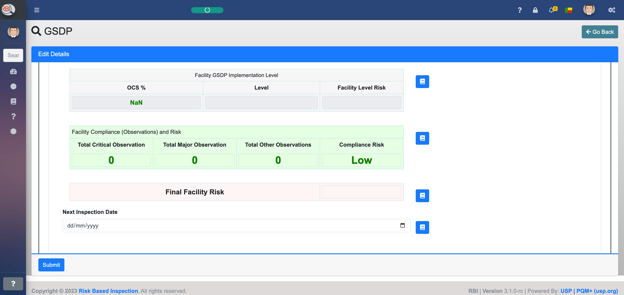 ?
5
GSDP
Go Back
Sear
Edit Details
Facility GSDP Implementation Level
OCS % Level Facility Level Risk
NaN
Facility Compliance (Observations) and Risk
Total Critical Observation Total Major Observation Total Other Observations Compliance Risk
0 0 0 Low
Final Facility Risk
Next Inspection Date
dd/mm/yyyy
Submit
?
Copyright © 2023 Risk Based Inspection. All rights reserved. RBI | Version 3.1.0-rc | Powered By: USP | PQM+ (usp.org)